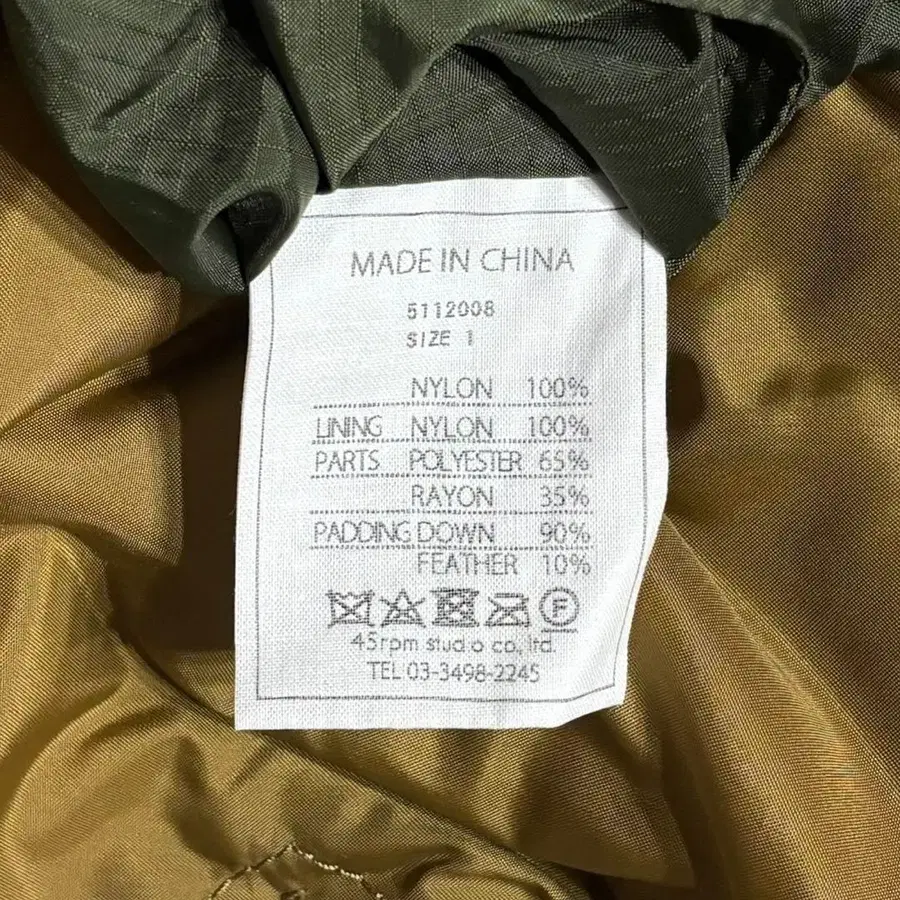 MADE IN CHINA
5112008
SIZE 1
NYLON 100%
LINING NYLON 100%
PARTS POLYESTER 65%
RAYON 35%
PADDING DOWN 90%
FEATHER 10%
F
45rpm studio co., ltd.
TEL 03-3498-2245